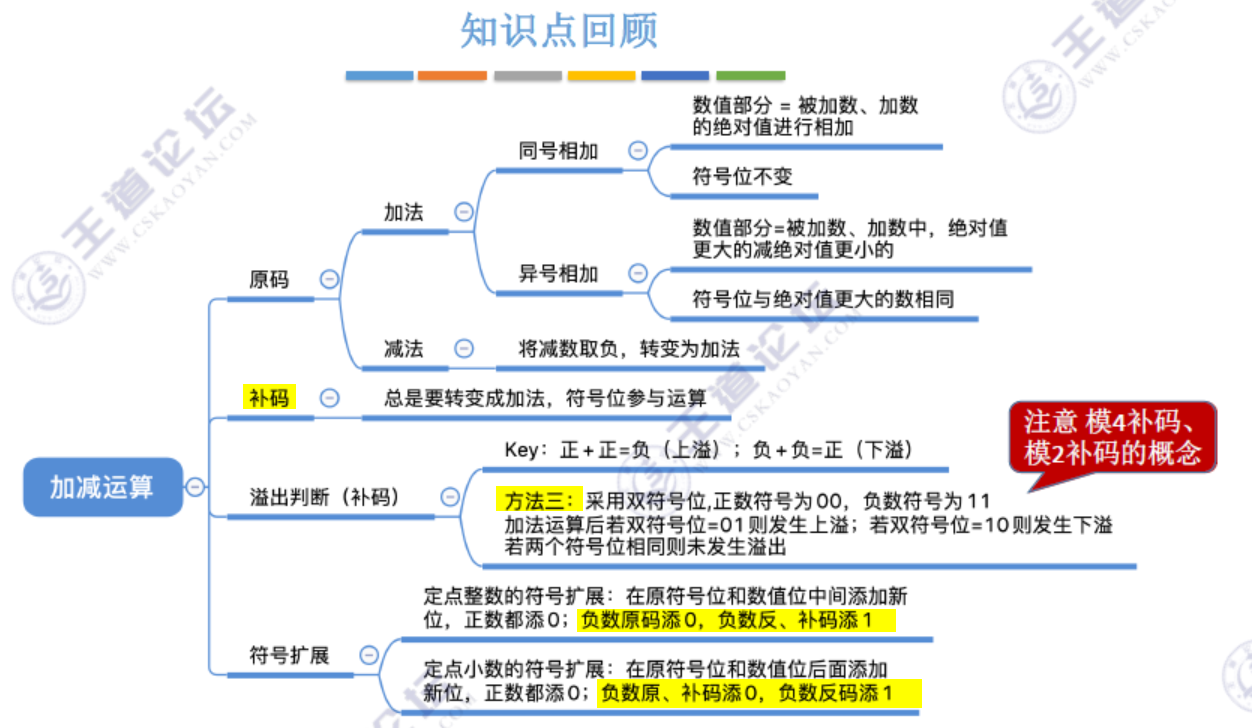 知识点回顾
数值部分 = 被加数、加数
的绝对值进行相加
同号相加
符号位不变
加法
数值部分=被加数、加数中，绝对值
更大的减绝对值更小的
异号相加
原码
符号位与绝对值更大的数相同
减法
将减数取负，转变为加法
补码
总是要转变成加法，符号位参与运算
注意 模4补码、
模2补码的概念
Key：正+正=负（上溢）；负+负=正（下溢）
加减运算
溢出判断（补码）
方法三：采用双符号位,正数符号为00，负数符号为11
加法运算后若双符号位=01则发生上溢；若双符号位=10则发生下溢
若两个符号位相同则未发生溢出
定点整数的符号扩展：在原符号位和数值位中间添加新
位，正数都添0；负数原码添0，负数反、补码添1
符号扩展
定点小数的符号扩展：在原符号位和数值位后面添加
新位，正数都添0；负数原、补码添0，负数反码添1
王道论坛
WWW.CSKAOYAN.COM
王道论坛
WWW.CSKAOYAN.COM